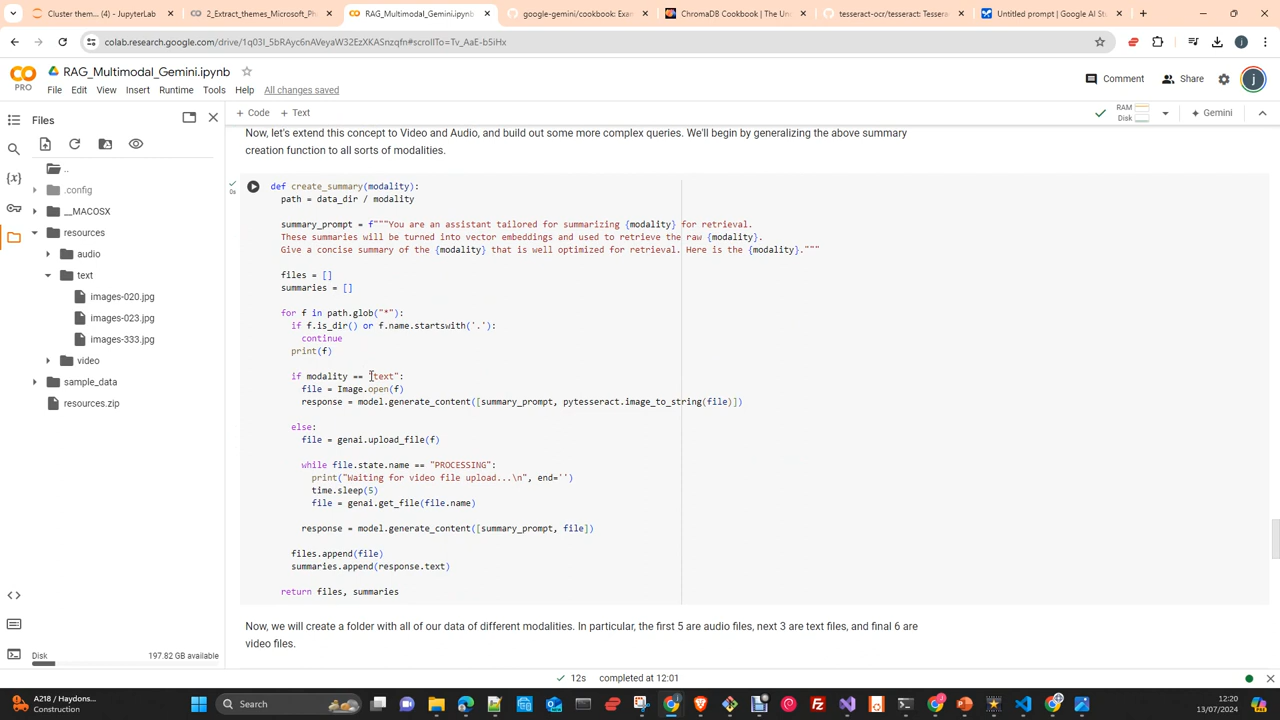 Cluster them... (4) - JupyterLab
2_Extract_themes_Microsoft_Ph
RAG_Multimodal_Gemini.ipynb
google-gemini/cookbook: Exam
ChromaDB Cookbook | The Unc
tesseract-ocr/tesseract: Tessera
Untitled prompt | Google AI St
colab.research.google.com/drive/1q03I_5bRAyc6nAVeyaW32EzXKASnzqfn#scrollTo=Tv_AaE-b5iHx
j
CO
PRO
RAG_Multimodal_Gemini.ipynb
File Edit View Insert Runtime Tools Help All changes saved
Comment
Share
j
Files
+ Code + Text
RAM
Disk
Gemini
..
.config
__MACOSX
resources
audio
text
images-020.jpg
images-023.jpg
images-333.jpg
video
sample_data
resources.zip
Disk 197.82 GB available
Now, let's extend this concept to Video and Audio, and build out some more complex queries. We'll begin by generalizing the above summary
creation function to all sorts of modalities.
0s
def create_summary(modality):
path = data_dir / modality
summary_prompt = f"""You are an assistant tailored for summarizing {modality} for retrieval.
These summaries will be turned into vector embeddings and used to retrieve the raw {modality}.
Give a concise summary of the {modality} that is well optimized for retrieval. Here is the {modality}."""
files = []
summaries = []
for f in path.glob("*"):
if f.is_dir() or f.name.startswith('.'):
continue
print(f)
if modality == "text":
file = Image.open(f)
response = model.generate_content([summary_prompt, pytesseract.image_to_string(file)])
else:
file = genai.upload_file(f)
while file.state.name == "PROCESSING":
print("Waiting for video file upload...\n", end='')
time.sleep(5)
file = genai.get_file(file.name)
response = model.generate_content([summary_prompt, file])
files.append(file)
summaries.append(response.text)
return files, summaries
Now, we will create a folder with all of our data of different modalities. In particular, the first 5 are audio files, next 3 are text files, and final 6 are
video files.
12s completed at 12:01
A218 / Haydons...
Construction
Search
12:20
13/07/2024